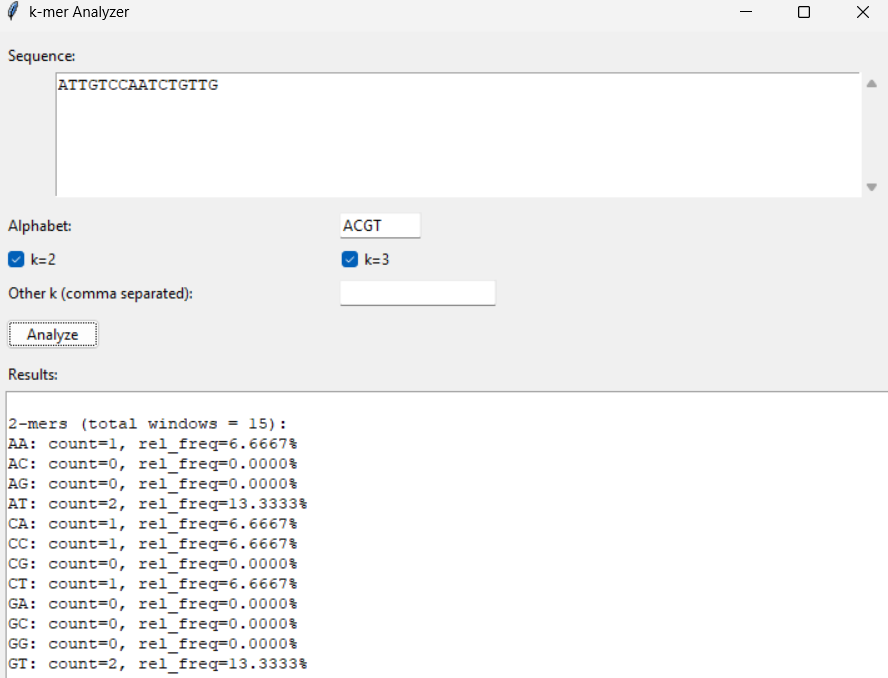 k-mer Analyzer
Sequence:
ATTGTCCAATCTGTTG
Alphabet: ACGT
k=2 k=3
Other k (comma separated):
Analyze
Results:
2-mers (total windows = 15):
AA: count=1, rel_freq=6.6667%
AC: count=0, rel_freq=0.0000%
AG: count=0, rel_freq=0.0000%
AT: count=2, rel_freq=13.3333%
CA: count=1, rel_freq=6.6667%
CC: count=1, rel_freq=6.6667%
CG: count=0, rel_freq=0.0000%
CT: count=1, rel_freq=6.6667%
GA: count=0, rel_freq=0.0000%
GC: count=0, rel_freq=0.0000%
GG: count=0, rel_freq=0.0000%
GT: count=2, rel_freq=13.3333%